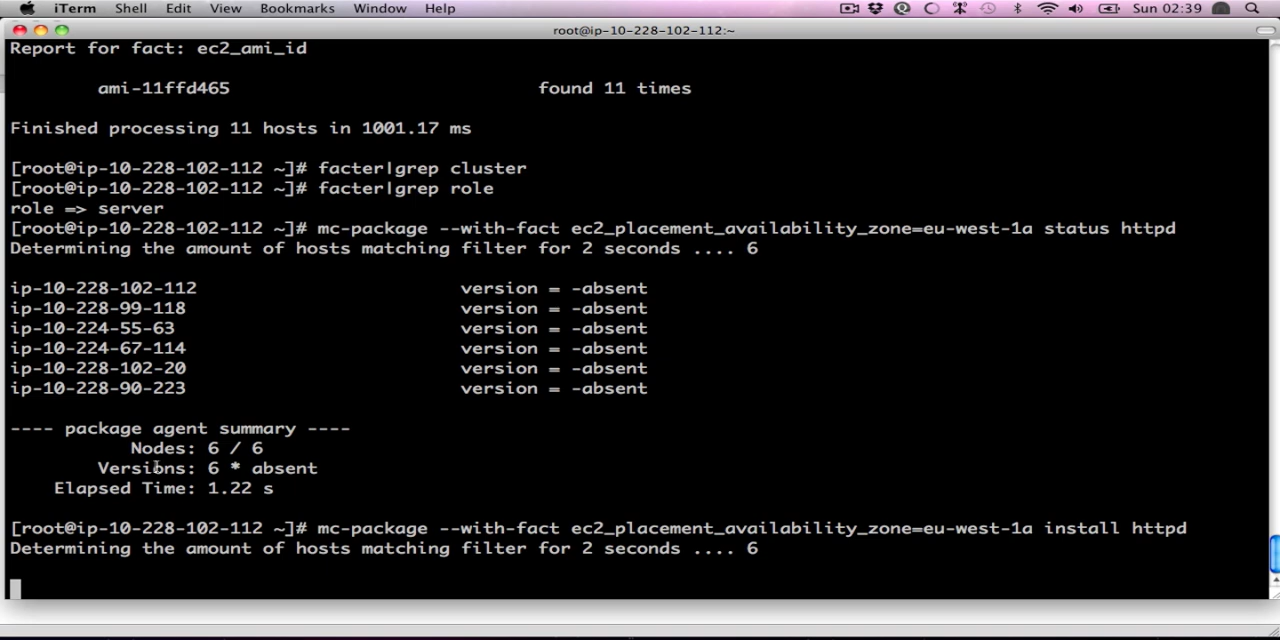 iTerm Shell Edit View Bookmarks Window Help Sun 02:39
root@ip-10-228-102-112:~
Report for fact: ec2_ami_id
ami-11ffd465 found 11 times
Finished processing 11 hosts in 1001.17 ms
[root@ip-10-228-102-112 ~]# facter|grep cluster
[root@ip-10-228-102-112 ~]# facter|grep role
role => server
[root@ip-10-228-102-112 ~]# mc-package --with-fact ec2_placement_availability_zone=eu-west-1a status httpd
Determining the amount of hosts matching filter for 2 seconds .... 6
ip-10-228-102-112 version = -absent
ip-10-228-99-118 version = -absent
ip-10-224-55-63 version = -absent
ip-10-224-67-114 version = -absent
ip-10-228-102-20 version = -absent
ip-10-228-90-223 version = -absent
---- package agent summary ----
Nodes: 6 / 6
Versions: 6 * absent
Elapsed Time: 1.22 s
[root@ip-10-228-102-112 ~]# mc-package --with-fact ec2_placement_availability_zone=eu-west-1a install httpd
Determining the amount of hosts matching filter for 2 seconds .... 6